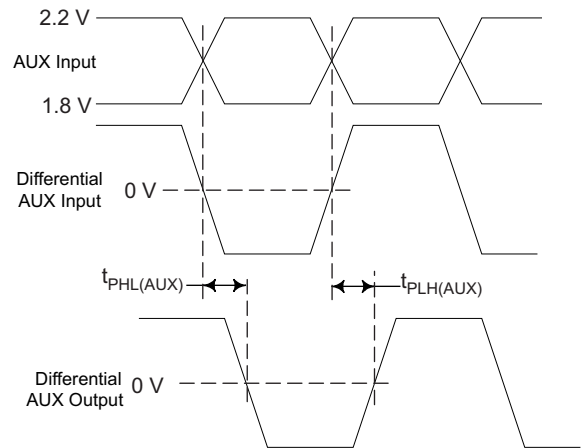 2.2 V
AUX Input
1.8 V
Differential
AUX Input
0 V
tPHL(AUX)
tPLH(AUX)
Differential
AUX Output
0 V